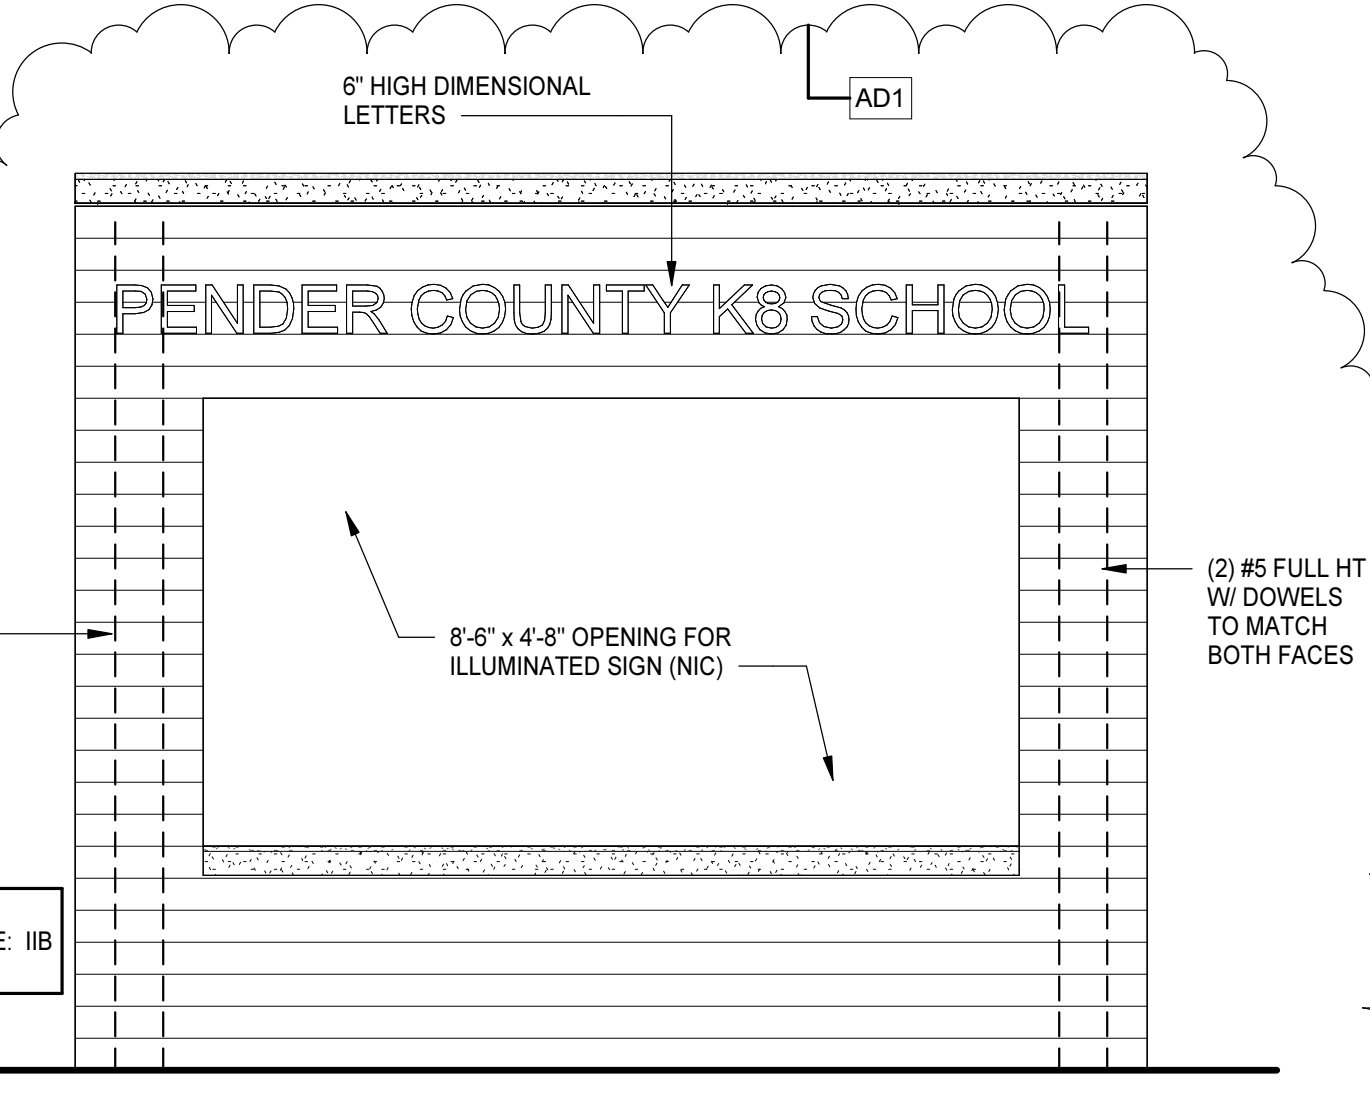 6" HIGH DIMENSIONAL
LETTERS
AD1
PENDER COUNTY K8 SCHOOL
(2) #5 FULL HT
W/ DOWELS
TO MATCH
BOTH FACES
8'-6" x 4'-8" OPENING FOR
ILLUMINATED SIGN (NIC)
E: IIB